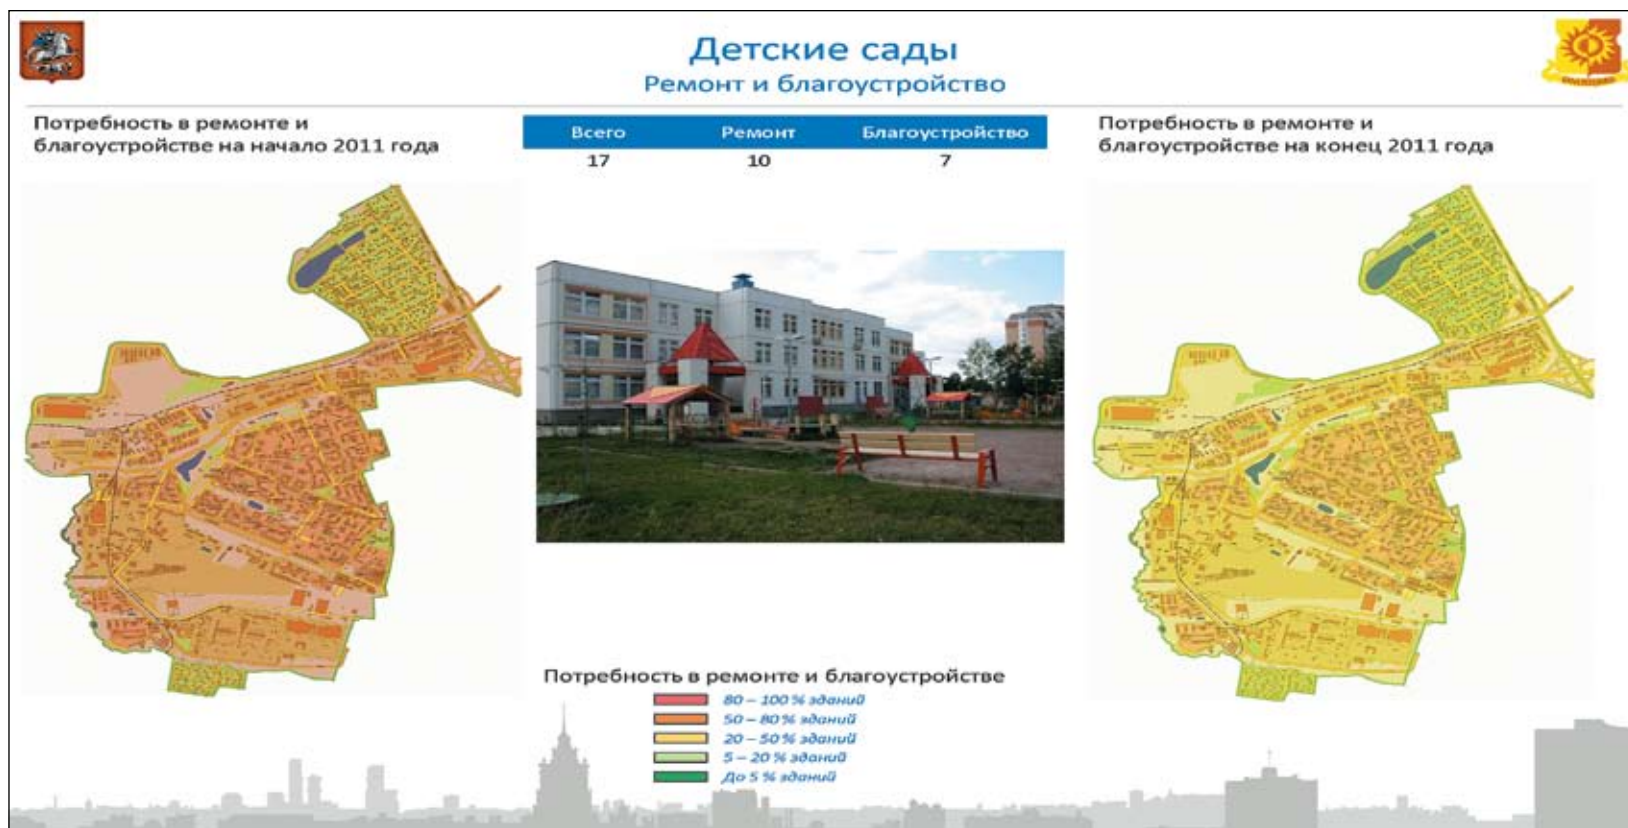 Детские сады
Ремонт и благоустройство
Потребность в ремонте и
благоустройстве на начало 2011 года
Всего Ремонт Благоустройство
17 10 7
Потребность в ремонте и
благоустройстве на конец 2011 года
Потребность в ремонте и благоустройстве
80 – 100 % зданий
50 – 80 % зданий
20 – 50 % зданий
5 – 20 % зданий
До 5 % зданий